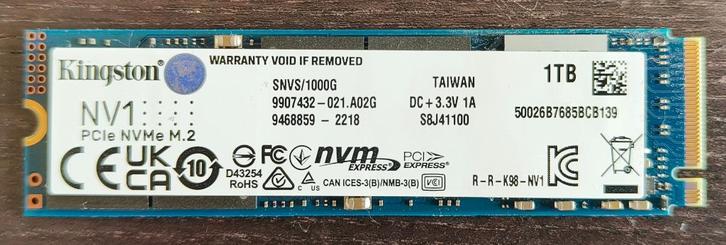 WARRANTY VOID IF REMOVED
Kingston
NV1
PCIe NVMe M.2
SNVS/1000G
9907432-021.A02G
9468859 - 2218
TAIWAN
DC+3.3V 1A
S8J41100
1TB
50026B7685BCB139
CE UK CA
10
D43254
RoHS
FC
nvm
EXPRESS
PCI
EXPRESS
C US
CAN ICES-3(B)/NMB-3(B)
VCI
R-R-K98-NV1